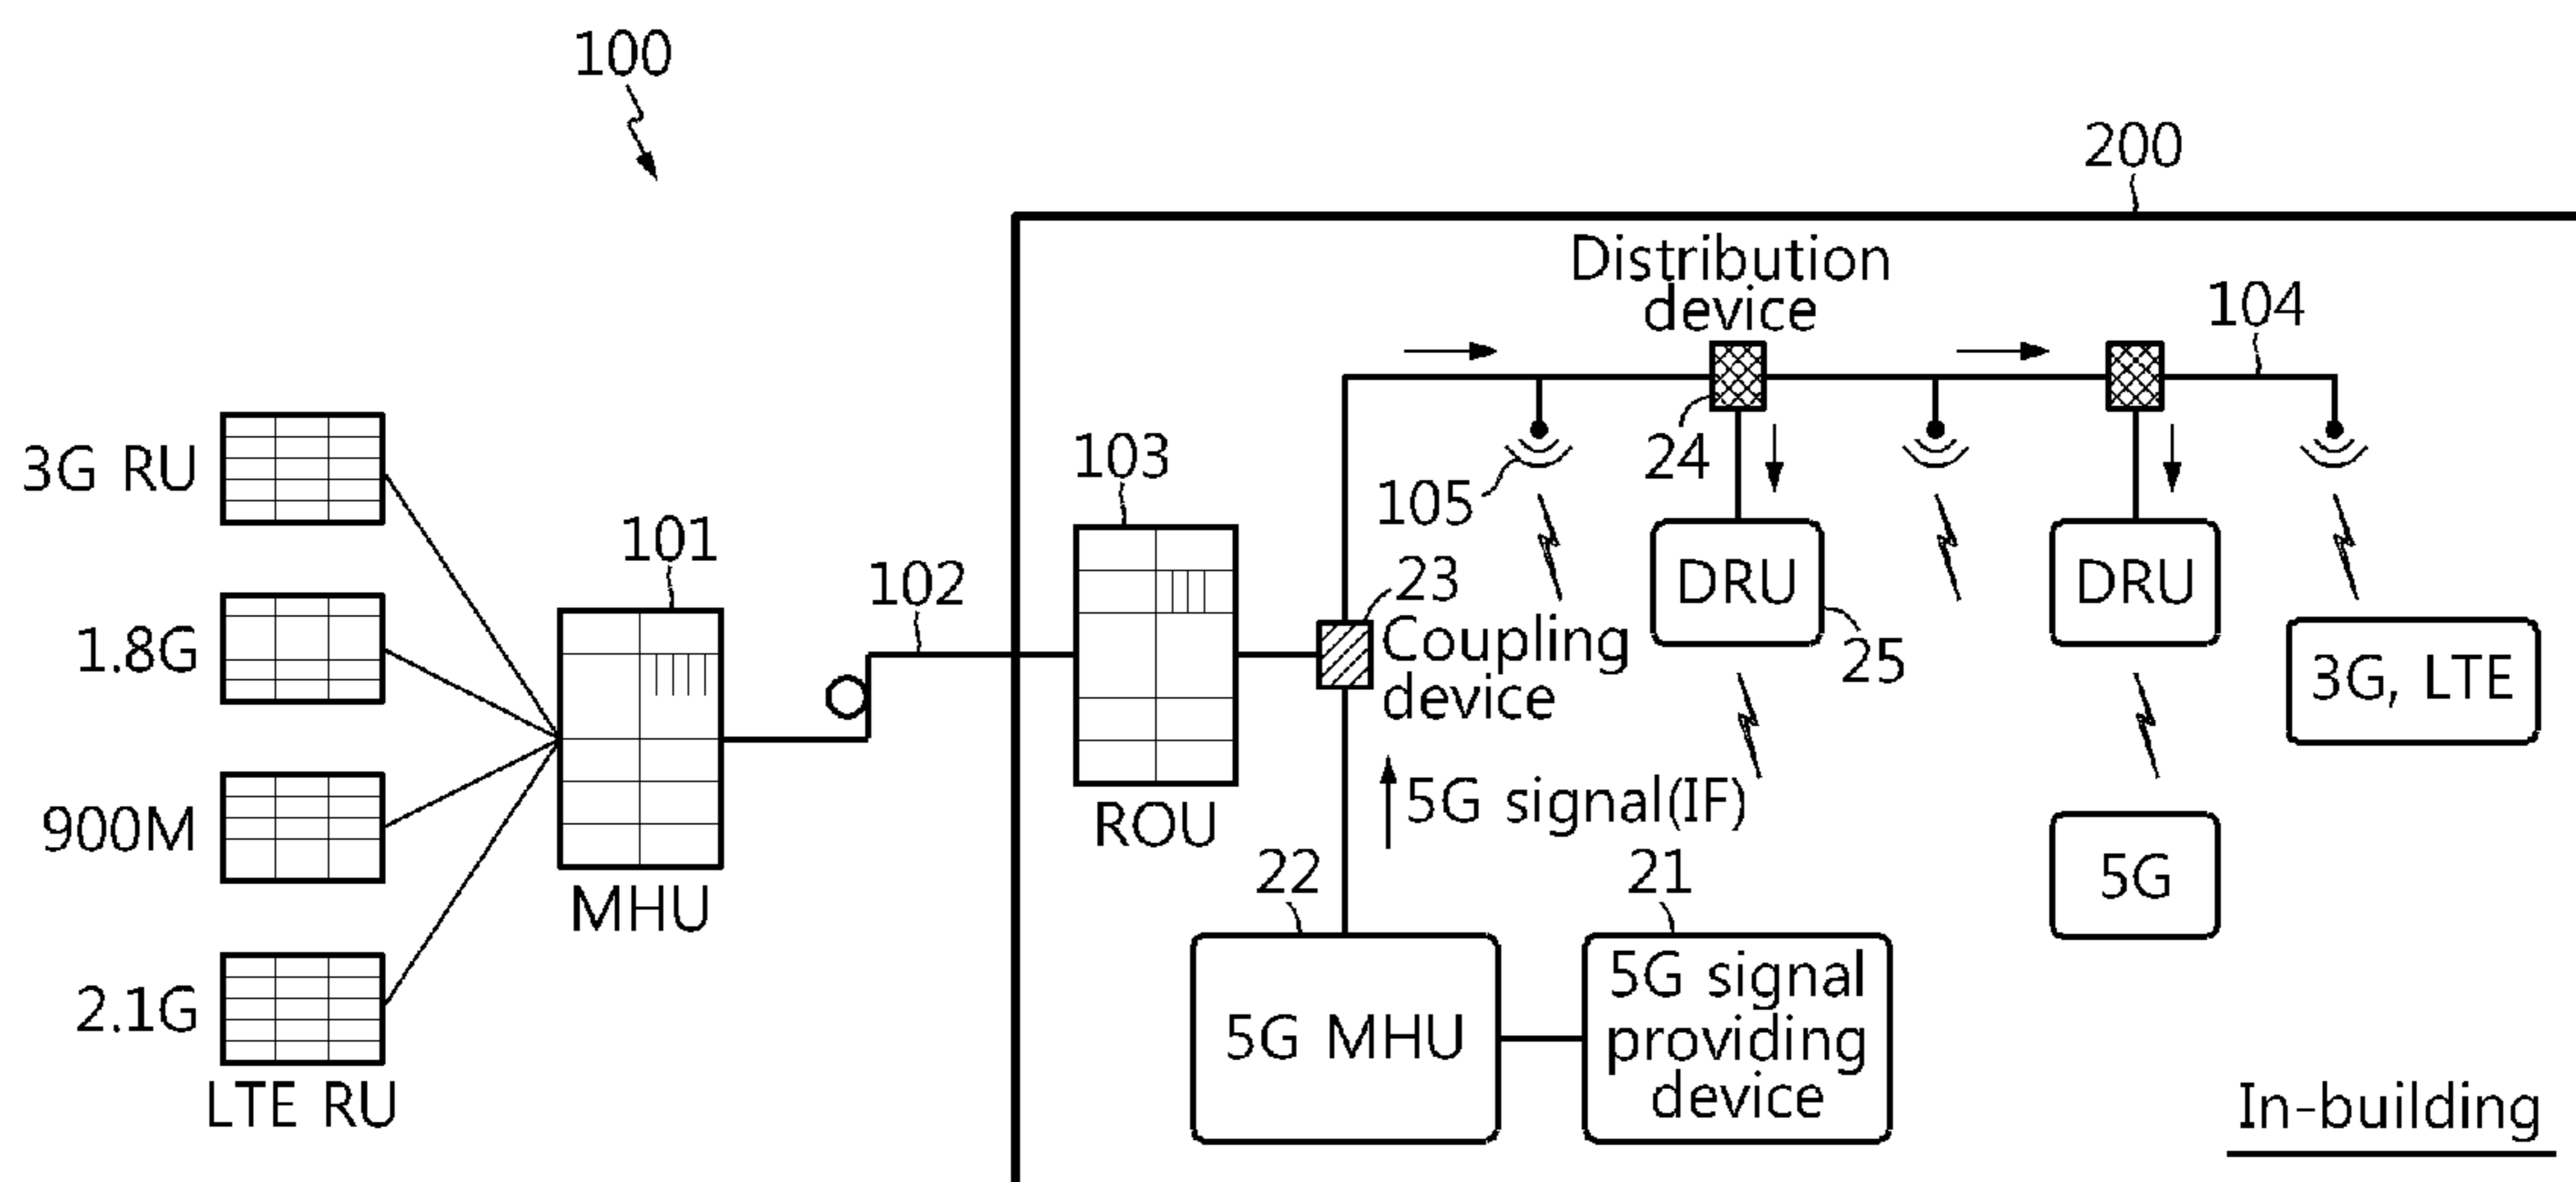 100
200
Distribution
device
104
24
105
3G RU
103
101
102
23
DRU
DRU
25
1.8G
Coupling
device
3G, LTE
900M
MHU
ROU
5G signal(IF)
22
21
5G
2.1G
LTE RU
5G MHU
5G signal
providing
device
In-building